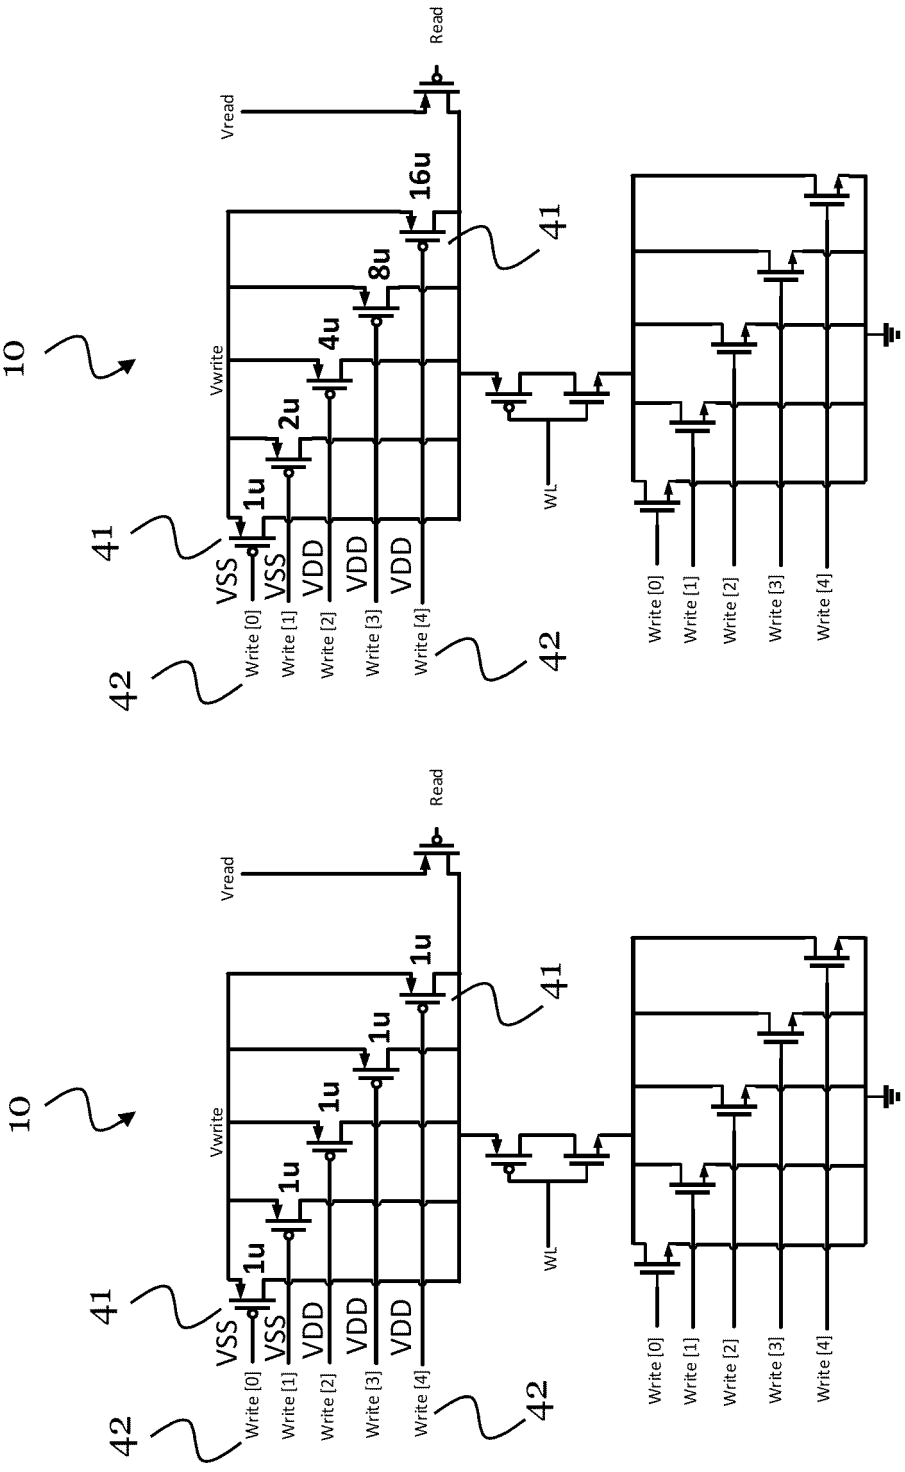 10
Vread
Read
Vwrite
41
1u
2u
4u
8u
16u
41
VSS
VSS
VDD
VDD
VDD
42
Write [0]
Write [1]
Write [2]
Write [3]
Write [4]
42
WL
Write [0]
Write [1]
Write [2]
Write [3]
Write [4]
10
Vread
Read
Vwrite
41
1u
1u
1u
1u
1u
41
VSS
VSS
VDD
VDD
VDD
42
Write [0]
Write [1]
Write [2]
Write [3]
Write [4]
42
WL
Write [0]
Write [1]
Write [2]
Write [3]
Write [4]